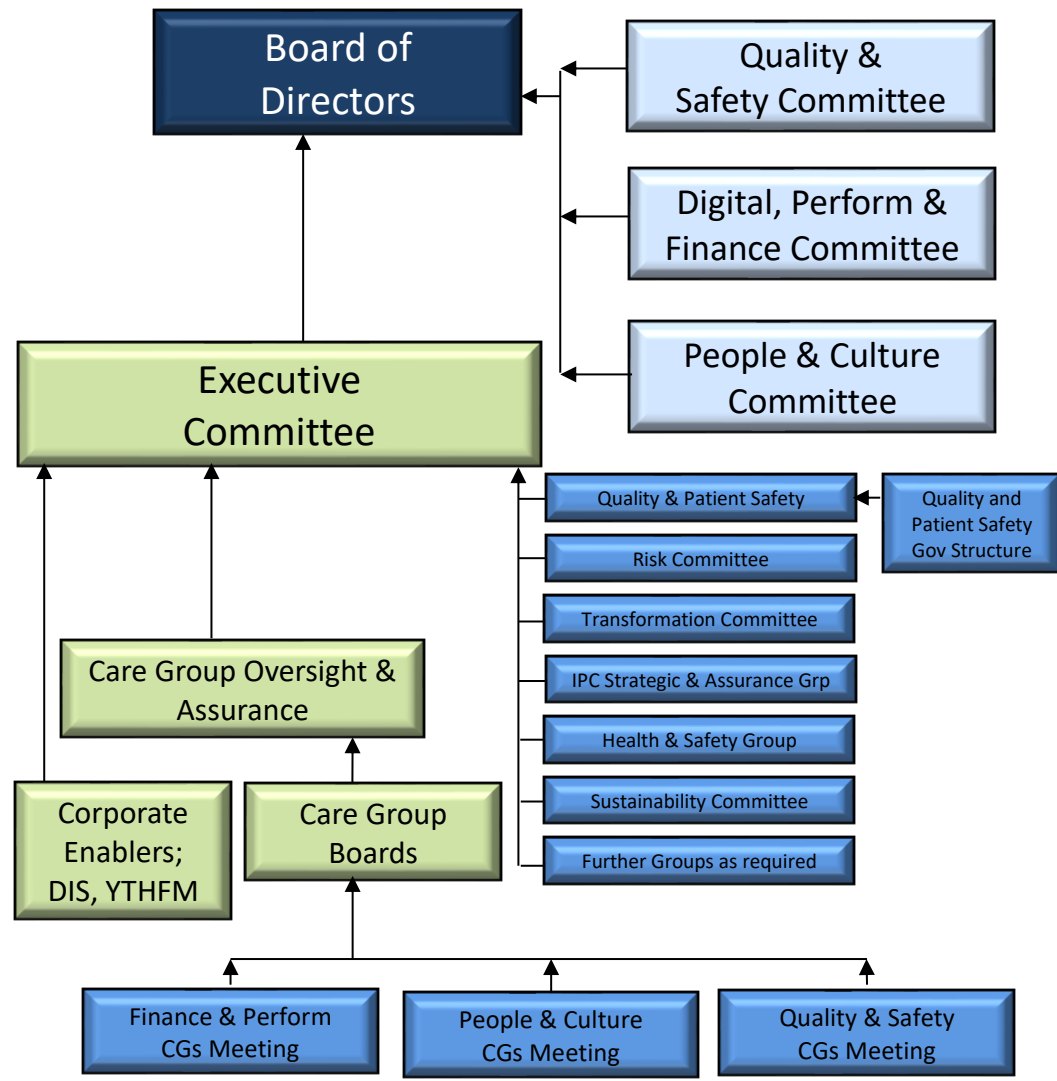 Board of
Directors
Quality &
Safety Committee
Digital, Perform &
Finance Committee
People & Culture
Committee
Executive
Committee
Quality & Patient Safety
Quality and
Patient Safety
Gov Structure
Risk Committee
Transformation Committee
IPC Strategic & Assurance Grp
Health & Safety Group
Sustainability Committee
Further Groups as required
Care Group Oversight &
Assurance
Corporate
Enablers;
DIS, YTHFM
Care Group
Boards
Finance & Perform
CGs Meeting
People & Culture
CGs Meeting
Quality & Safety
CGs Meeting